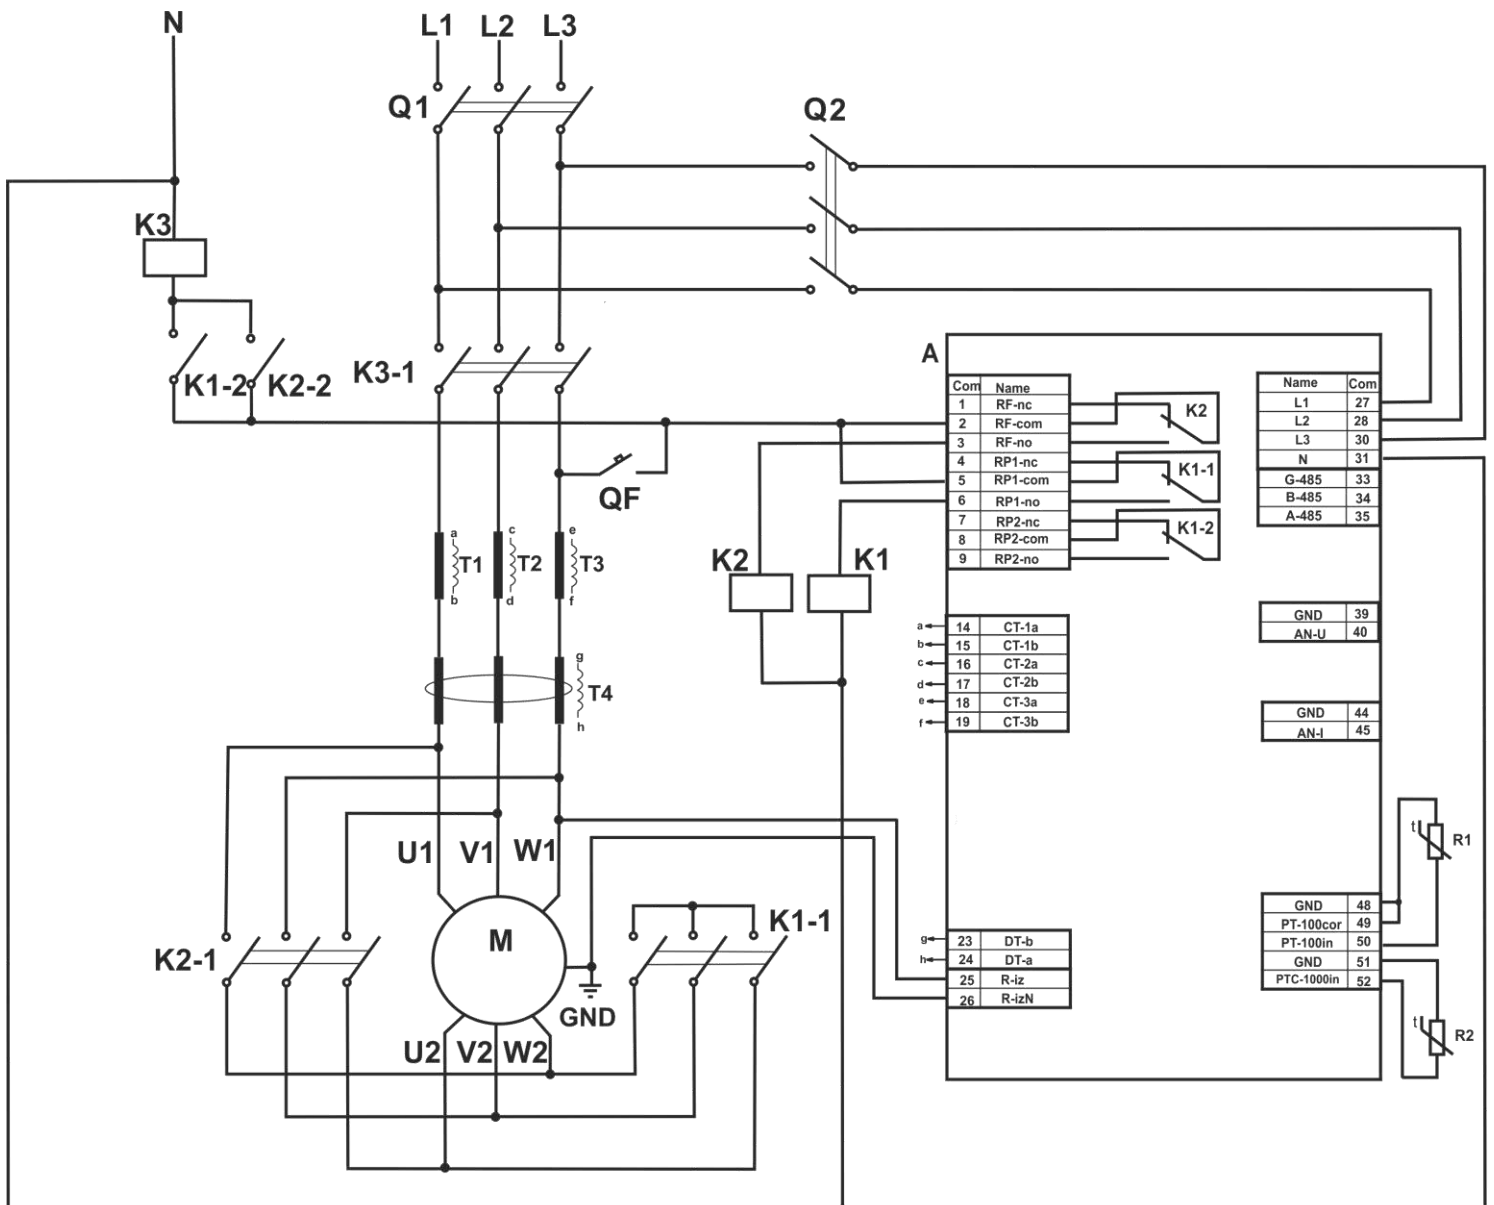 N
L1 L2 L3
Q1
Q2
K3
K1-2 K2-2
K3-1
QF
a
b
T1
c
d
T2
e
f
T3
g
h
T4
K2
K1
A
Com Name
1 RF-nc
2 RF-com
3 RF-no
4 RP1-nc
5 RP1-com
6 RP1-no
7 RP2-nc
8 RP2-com
9 RP2-no
K2
K1-1
K1-2
Name Com
L1 27
L2 28
L3 30
N 31
G-485 33
B-485 34
A-485 35
a 14 CT-1a
b 15 CT-1b
c 16 CT-2a
d 17 CT-2b
e 18 CT-3a
f 19 CT-3b
GND 39
AN-U 40
GND 44
AN-I 45
U1 V1 W1
M
K2-1
K1-1
GND
U2 V2 W2
g 23 DT-b
h 24 DT-a
25 R-iz
26 R-izN
GND 48
PT-100cor 49
PT-100in 50
GND 51
PTC-1000in 52
t R1
t R2